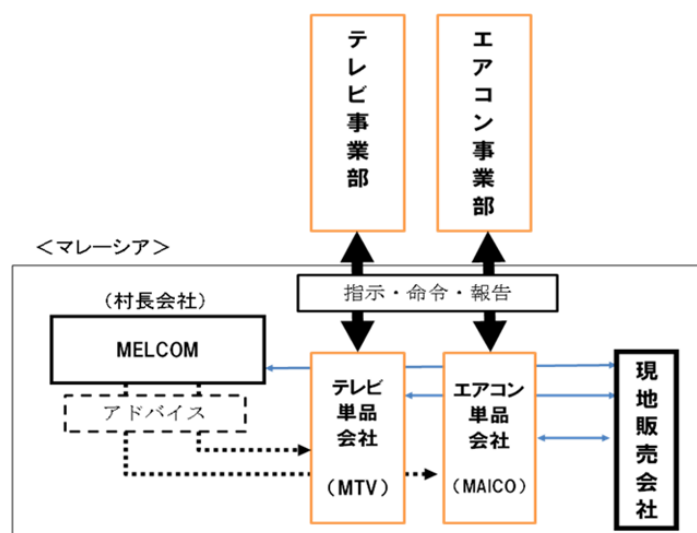 テレビ事業部
エアコン事業部
＜マレーシア＞
指示・命令・報告
（村長会社）
MELCOM
アドバイス
テレビ
単品
会社
（MTV）
エアコン
単品
会社
（MAICO）
現地販売会社